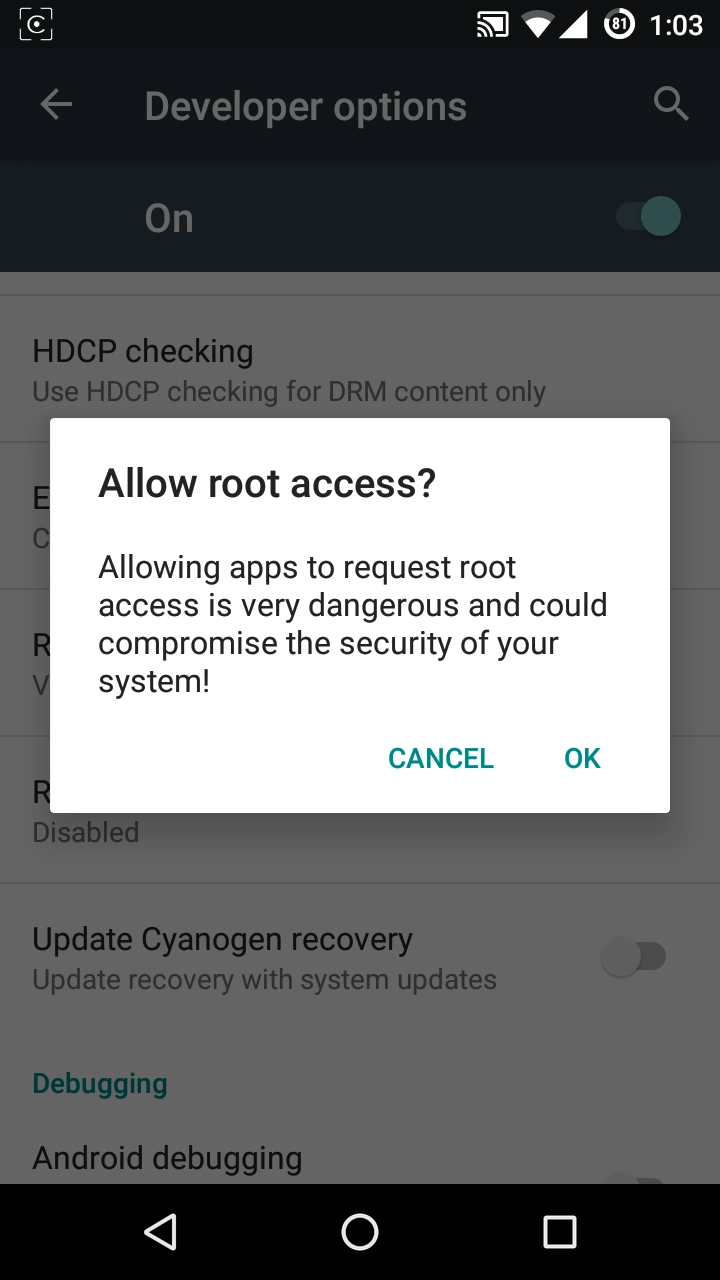 81 1:03
Developer options
On
HDCP checking
Use HDCP checking for DRM content only
E
C
Allow root access?
Allowing apps to request root
access is very dangerous and could
compromise the security of your
system!
CANCEL OK
R
V
R
Disabled
Update Cyanogen recovery
Update recovery with system updates
Debugging
Android debugging